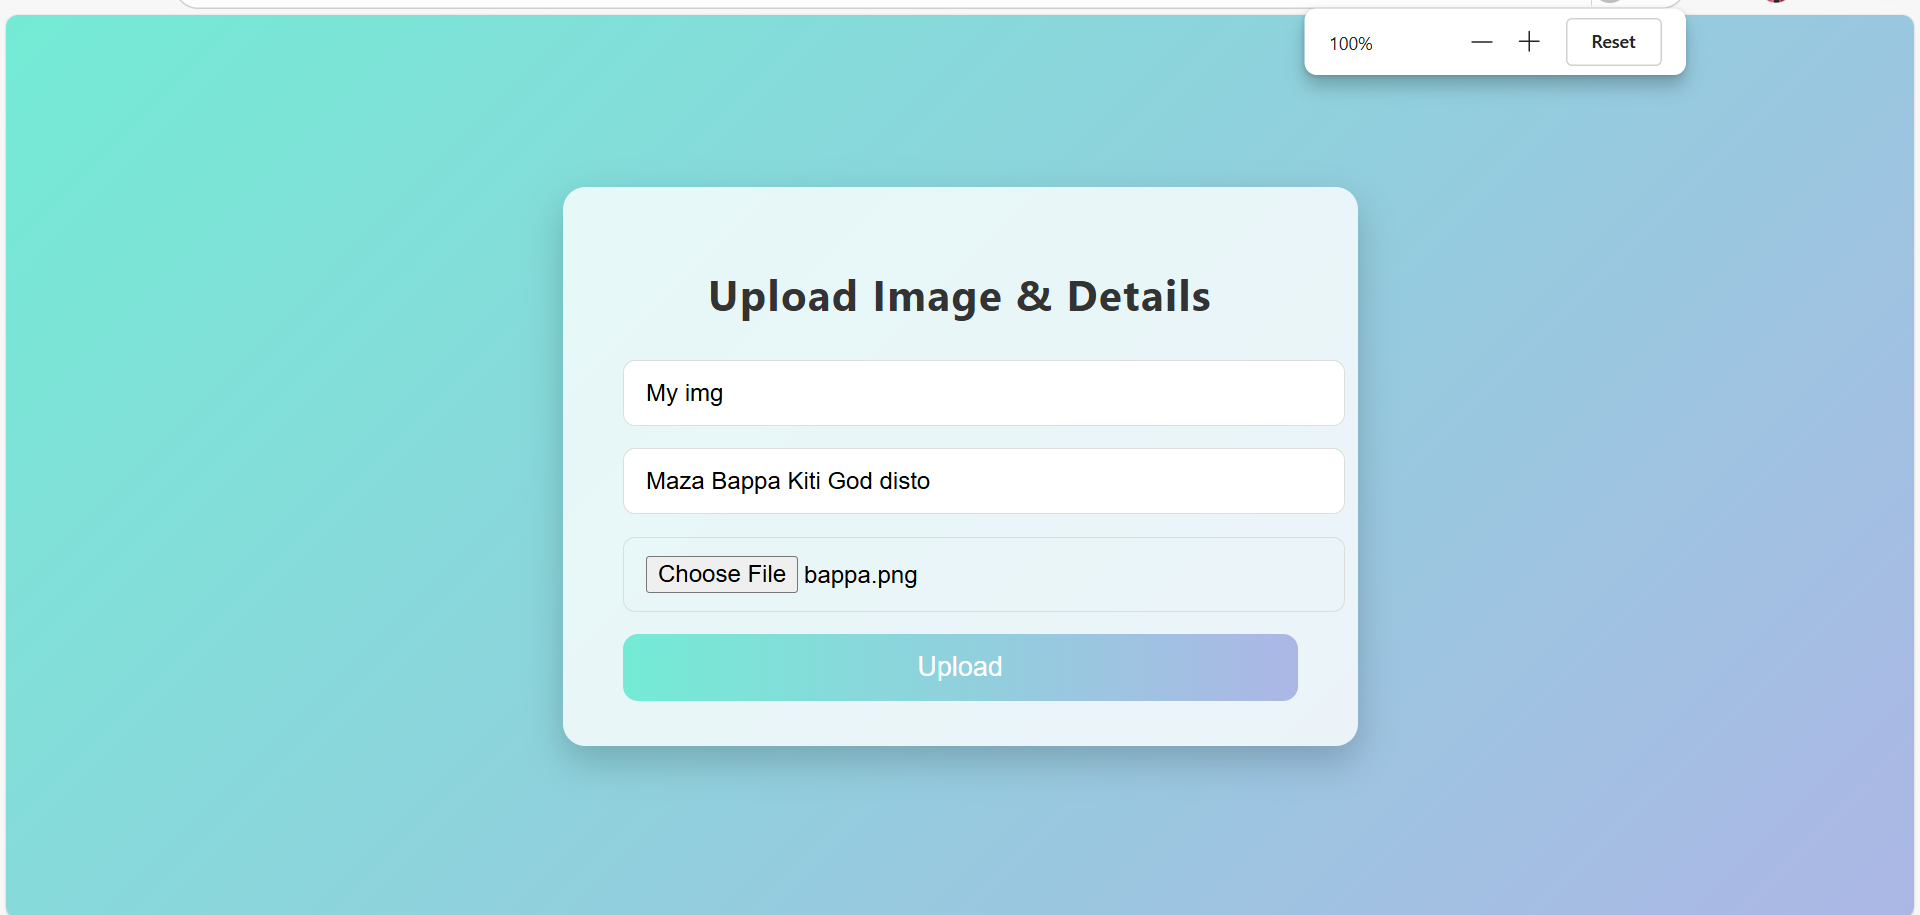 100%
Reset
Upload Image & Details
My img
Maza Bappa Kiti God disto
Choose File bappa.png
Upload